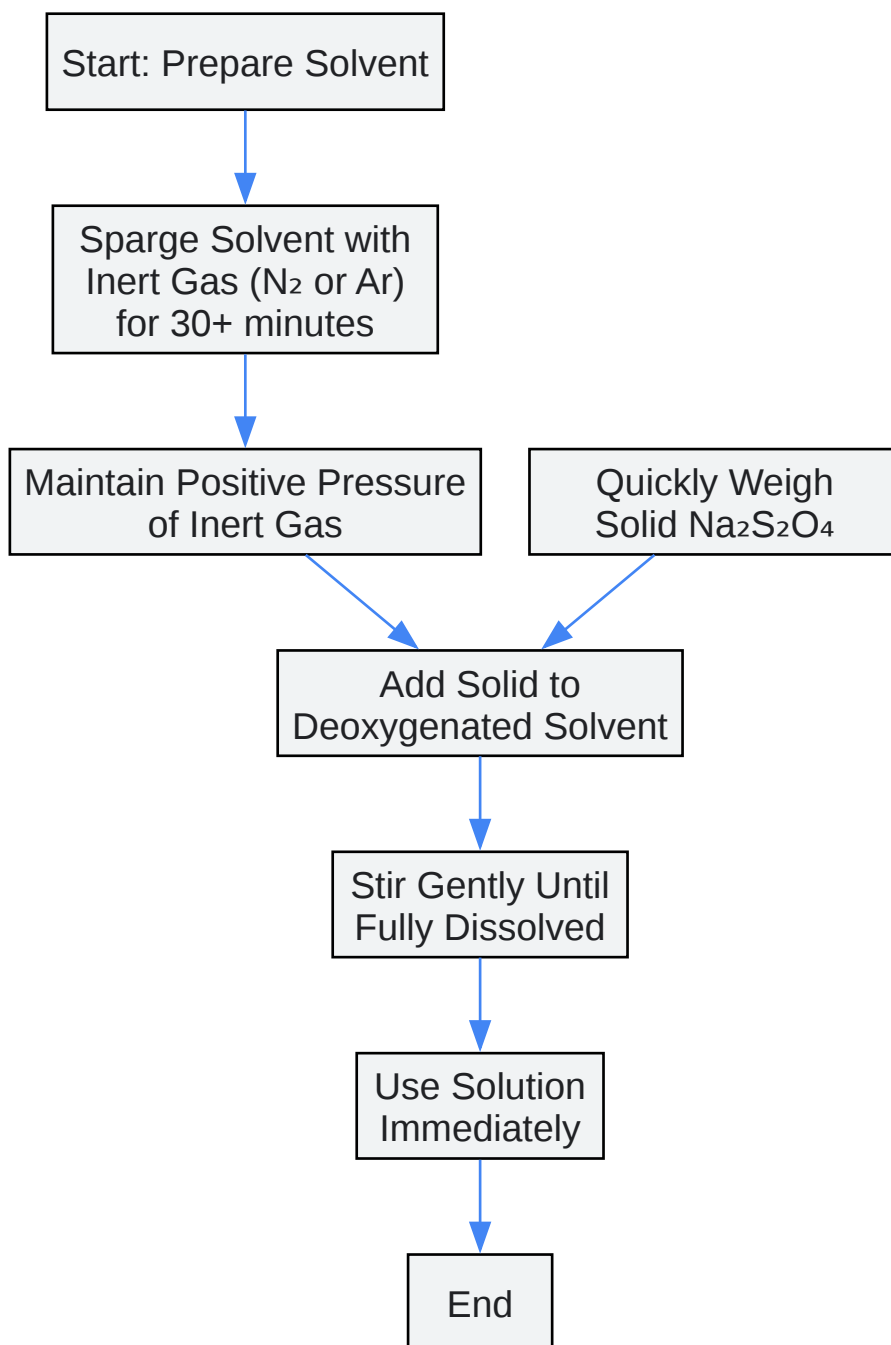 Start: Prepare Solvent
Sparge Solvent with
Inert Gas (N₂ or Ar)
for 30+ minutes
Maintain Positive Pressure
of Inert Gas
Quickly Weigh
Solid Na₂S₂O₄
Add Solid to
Deoxygenated Solvent
Stir Gently Until
Fully Dissolved
Use Solution
Immediately
End